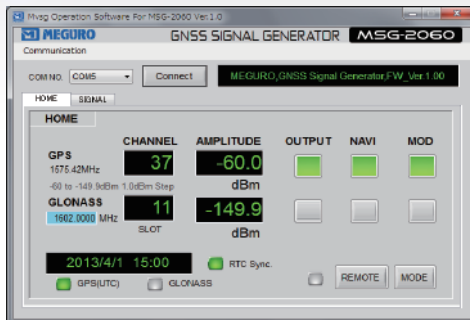 Mvsg Operation Software For MSG-2060 Ver.1.0
MEGURO GNSS SIGNAL GENERATOR MSG-2060
Communication
COM NO. COM5 Connect MEGURO,GNSS Signal Generator,FW_Ver.1.00
HOME SIGNAL
HOME
CHANNEL AMPLITUDE OUTPUT NAVI MOD
GPS 37 -60.0
1575.42MHz
-60 to -149.9dBm 1.0dBm Step dBm
GLONASS 11 -149.9
1602.0000 MHz
SLOT dBm
2013/4/1 15:00 RTC Sync.
GPS(UTC) GLONASS REMOTE MODE